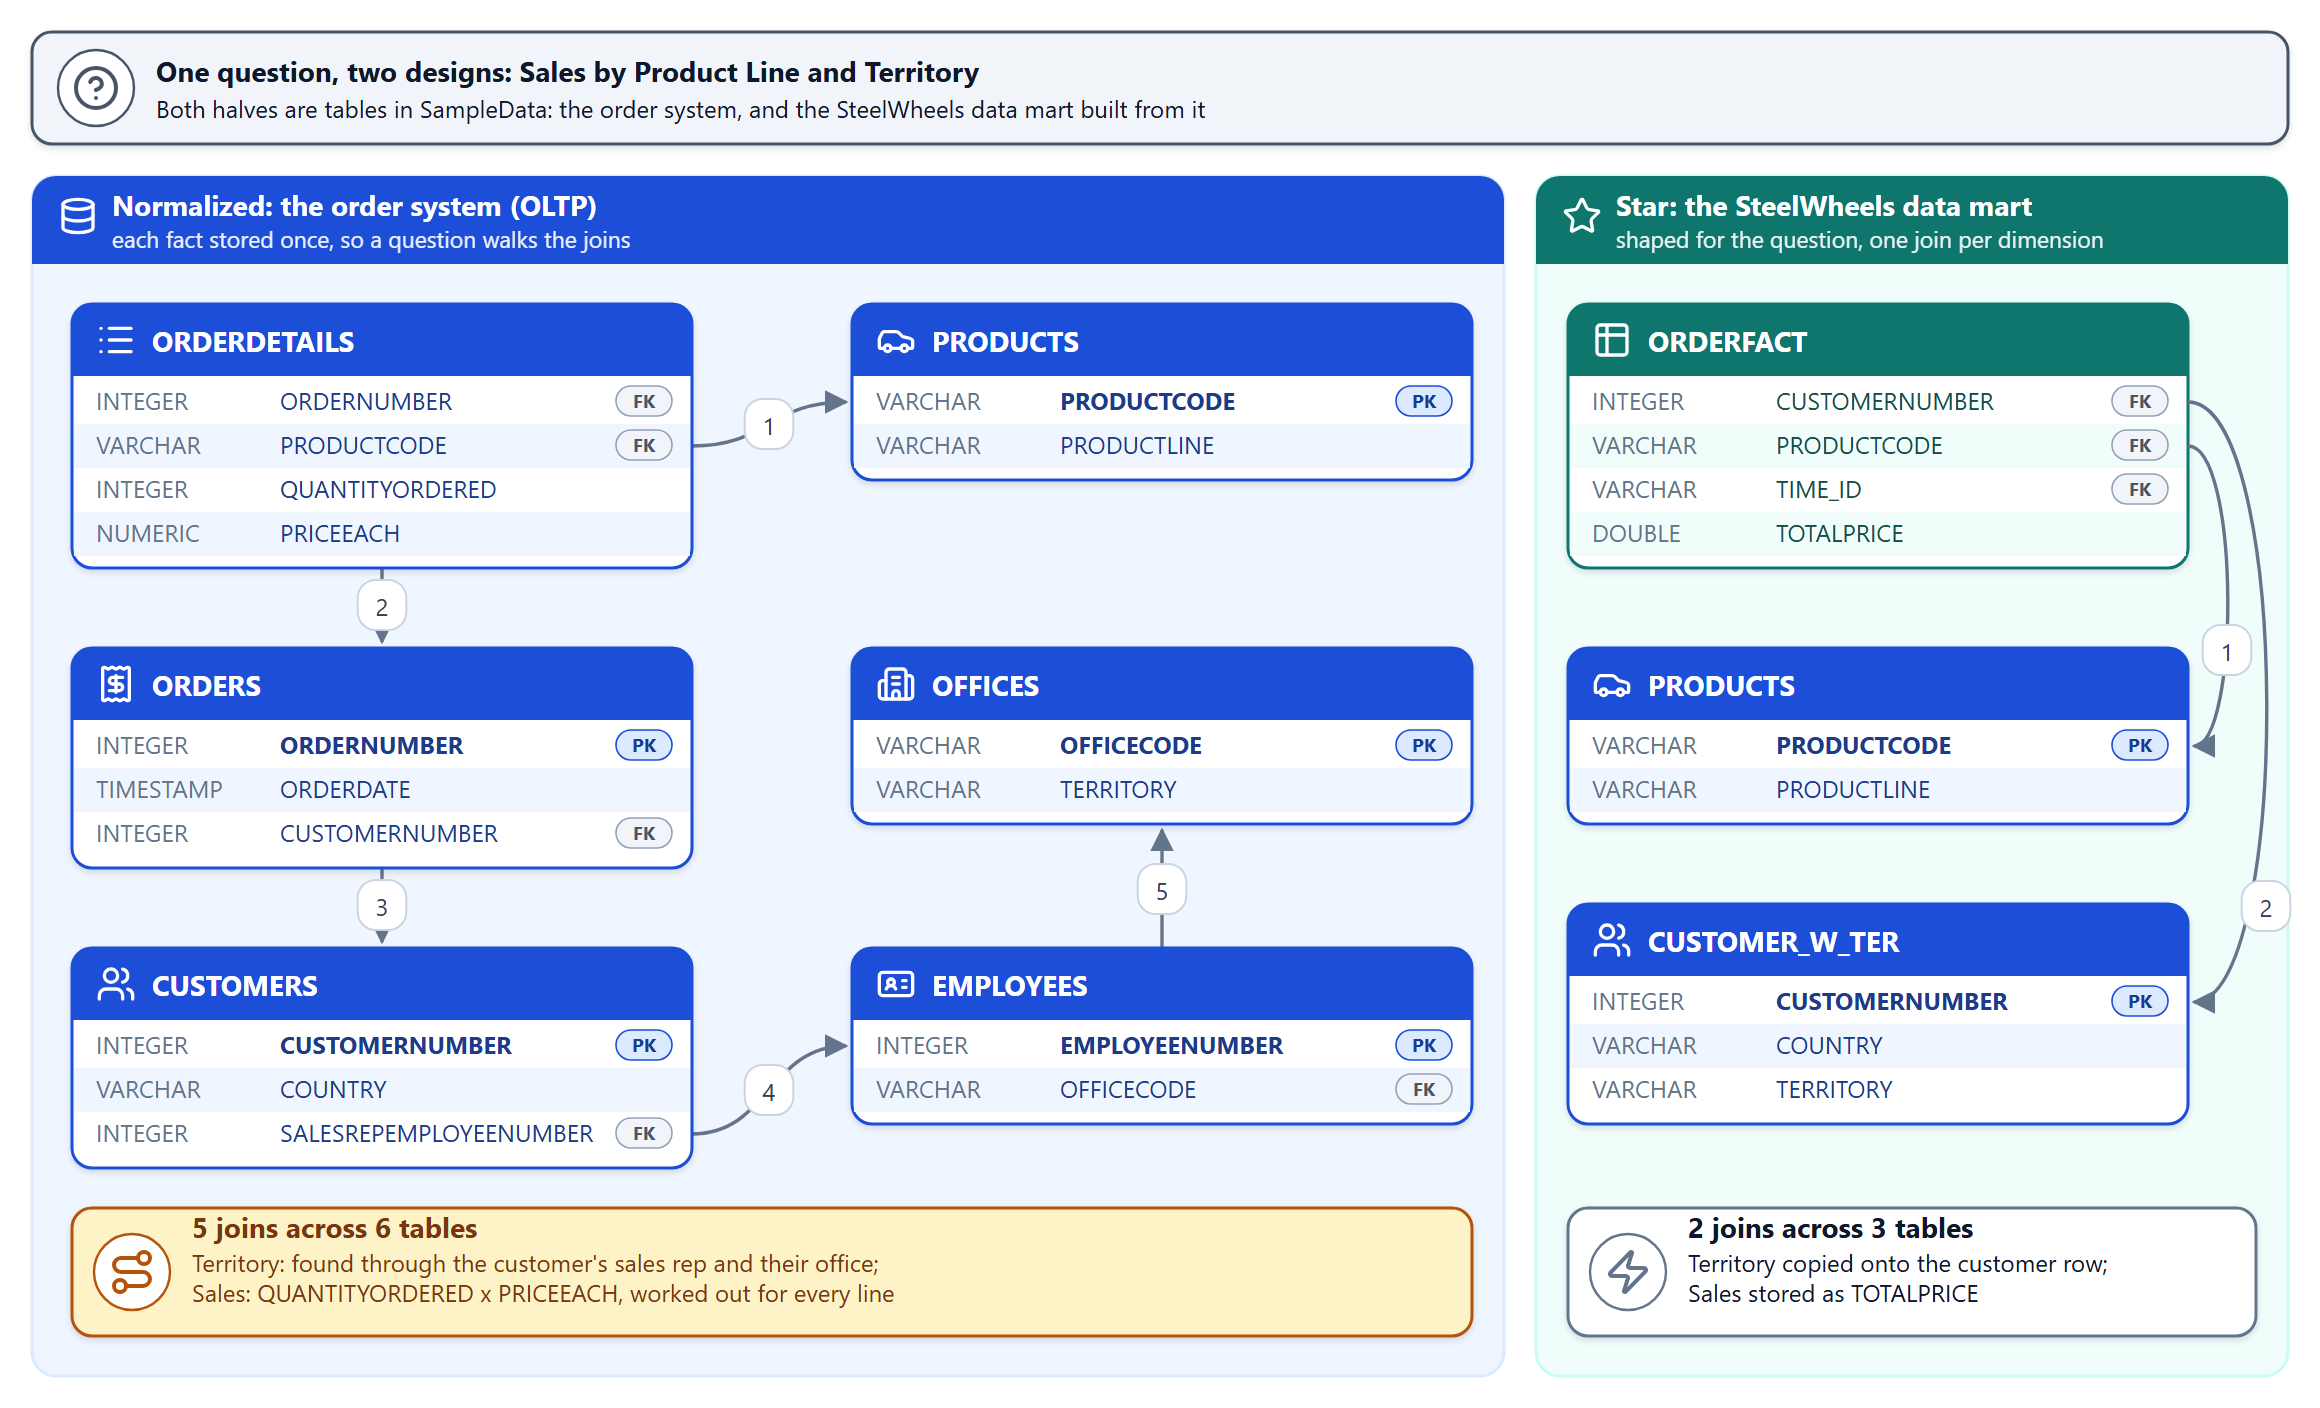 One question, two designs: Sales by Product Line and Territory
Both halves are tables in SampleData: the order system, and the SteelWheels data mart built from it
Normalized: the order system (OLTP)
each fact stored once, so a question walks the joins
ORDERDETAILS
INTEGER ORDERNUMBER FK
VARCHAR PRODUCTCODE FK
INTEGER QUANTITYORDERED
NUMERIC PRICEEACH
1
PRODUCTS
VARCHAR PRODUCTCODE PK
VARCHAR PRODUCTLINE
2
ORDERS
INTEGER ORDERNUMBER PK
TIMESTAMP ORDERDATE
INTEGER CUSTOMERNUMBER FK
OFFICES
VARCHAR OFFICECODE PK
VARCHAR TERRITORY
3
5
CUSTOMERS
INTEGER CUSTOMERNUMBER PK
VARCHAR COUNTRY
INTEGER SALESREPEMPLOYEENUMBER FK
4
EMPLOYEES
INTEGER EMPLOYEENUMBER PK
VARCHAR OFFICECODE FK
5 joins across 6 tables
Territory: found through the customer's sales rep and their office;
Sales: QUANTITYORDERED x PRICEEACH, worked out for every line
Star: the SteelWheels data mart
shaped for the question, one join per dimension
ORDERFACT
INTEGER CUSTOMERNUMBER FK
VARCHAR PRODUCTCODE FK
VARCHAR TIME_ID FK
DOUBLE TOTALPRICE
1
PRODUCTS
VARCHAR PRODUCTCODE PK
VARCHAR PRODUCTLINE
2
CUSTOMER_W_TER
INTEGER CUSTOMERNUMBER PK
VARCHAR COUNTRY
VARCHAR TERRITORY
2 joins across 3 tables
Territory copied onto the customer row;
Sales stored as TOTALPRICE